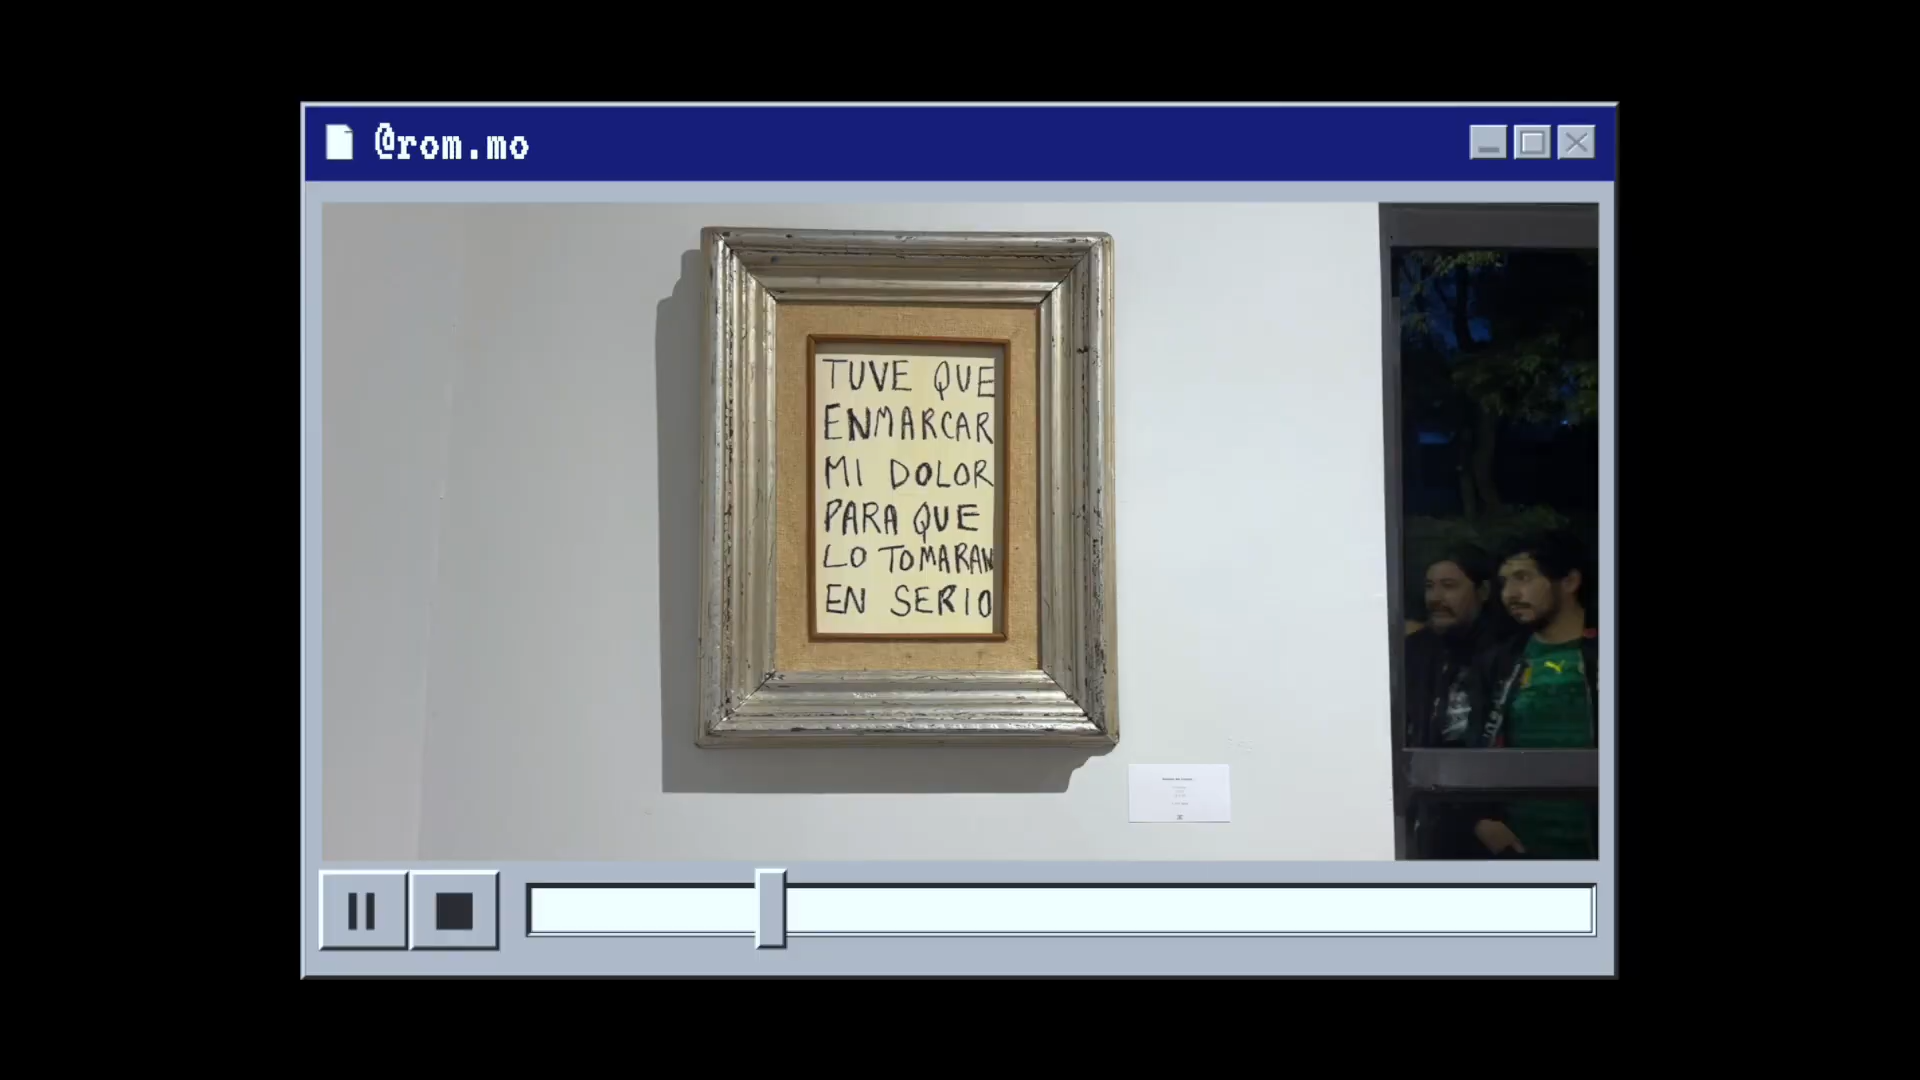 @rom.mo
TUVE QUE
ENMARCAR
MI DOLOR
PARA QUE
LO TOMARAN
EN SERIO